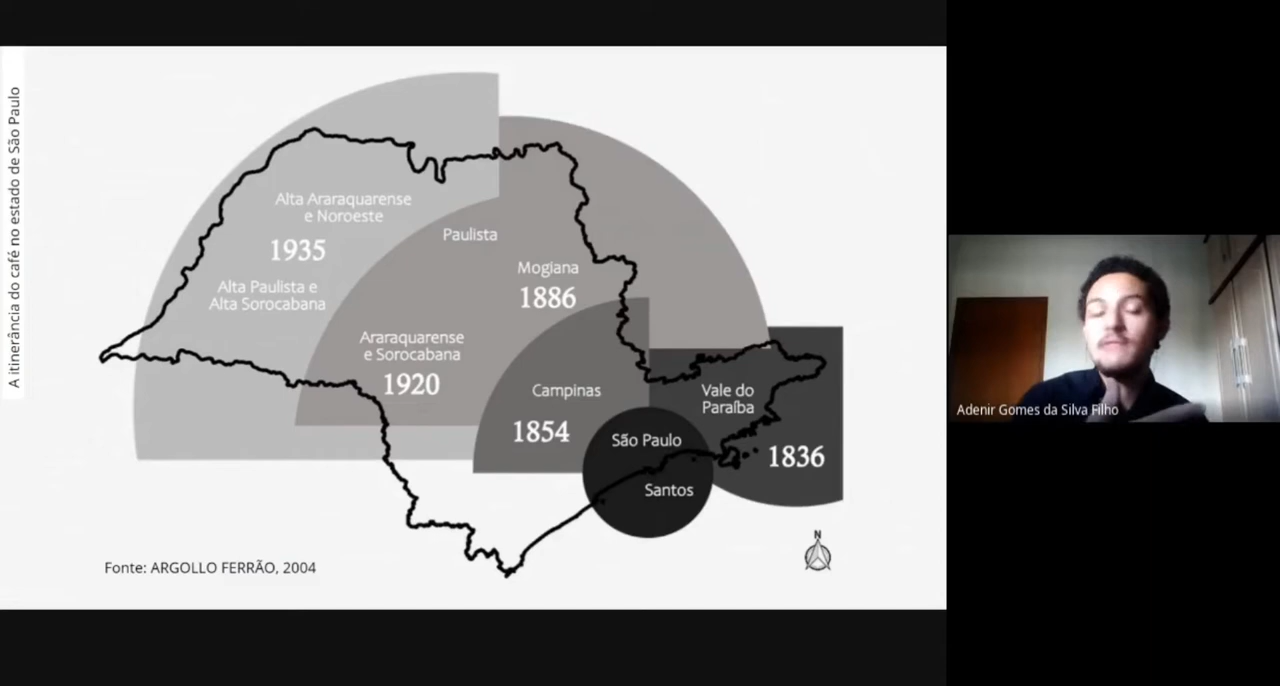 A itinerância do café no estado de São Paulo
Alta Araraquarense
e Noroeste
1935
Alta Paulista e
Alta Sorocabana
Paulista
Mogiana
1886
Araraquarense
e Sorocabana
1920
Campinas
1854
Vale do
Paraíba
1836
São Paulo
Santos
N
Fonte: ARGOLLO FERRÃO, 2004
Adenir Gomes da Silva Filho